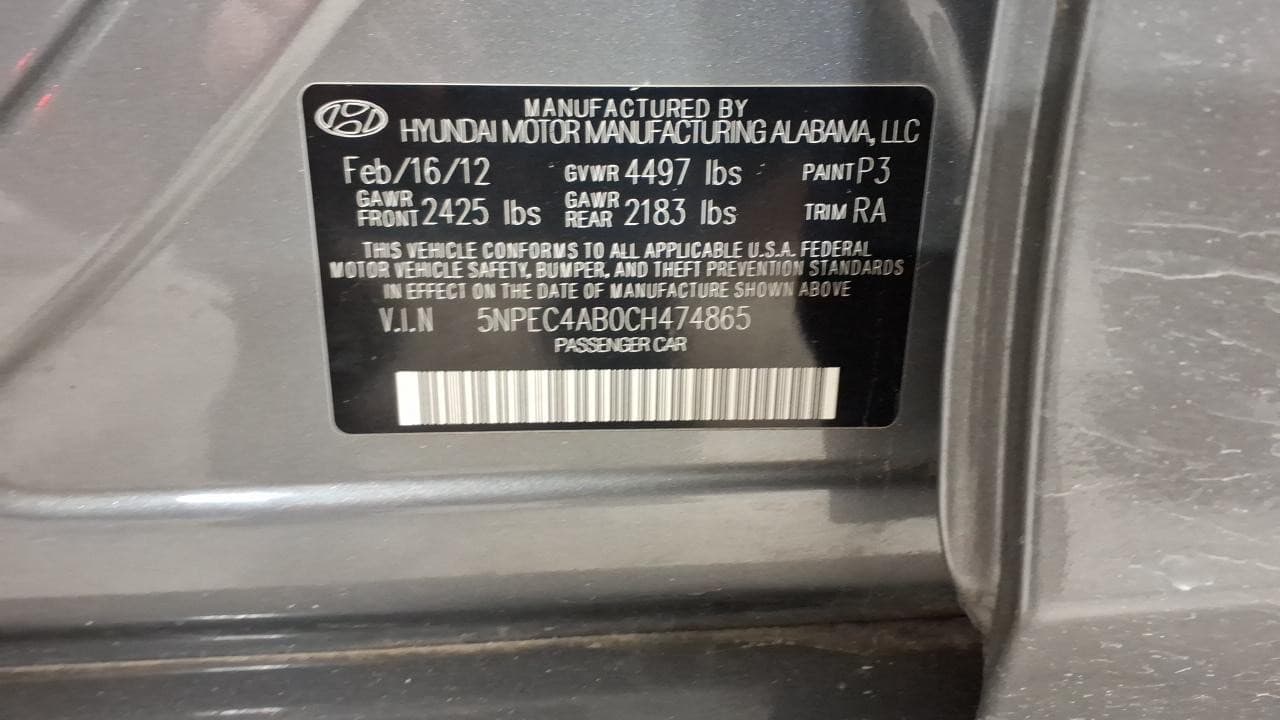 MANUFACTURED BY
HYUNDAI MOTOR MANUFACTURING ALABAMA, LLC
Feb/16/12 GVWR 4497 lbs PAINT P3
GAWR FRONT 2425 lbs GAWR REAR 2183 lbs TRIM RA
THIS VEHICLE CONFORMS TO ALL APPLICABLE U.S.A. FEDERAL
MOTOR VEHICLE SAFETY, BUMPER, AND THEFT PREVENTION STANDARDS
IN EFFECT ON THE DATE OF MANUFACTURE SHOWN ABOVE
V.I.N 5NPEC4AB0CH474865
PASSENGER CAR